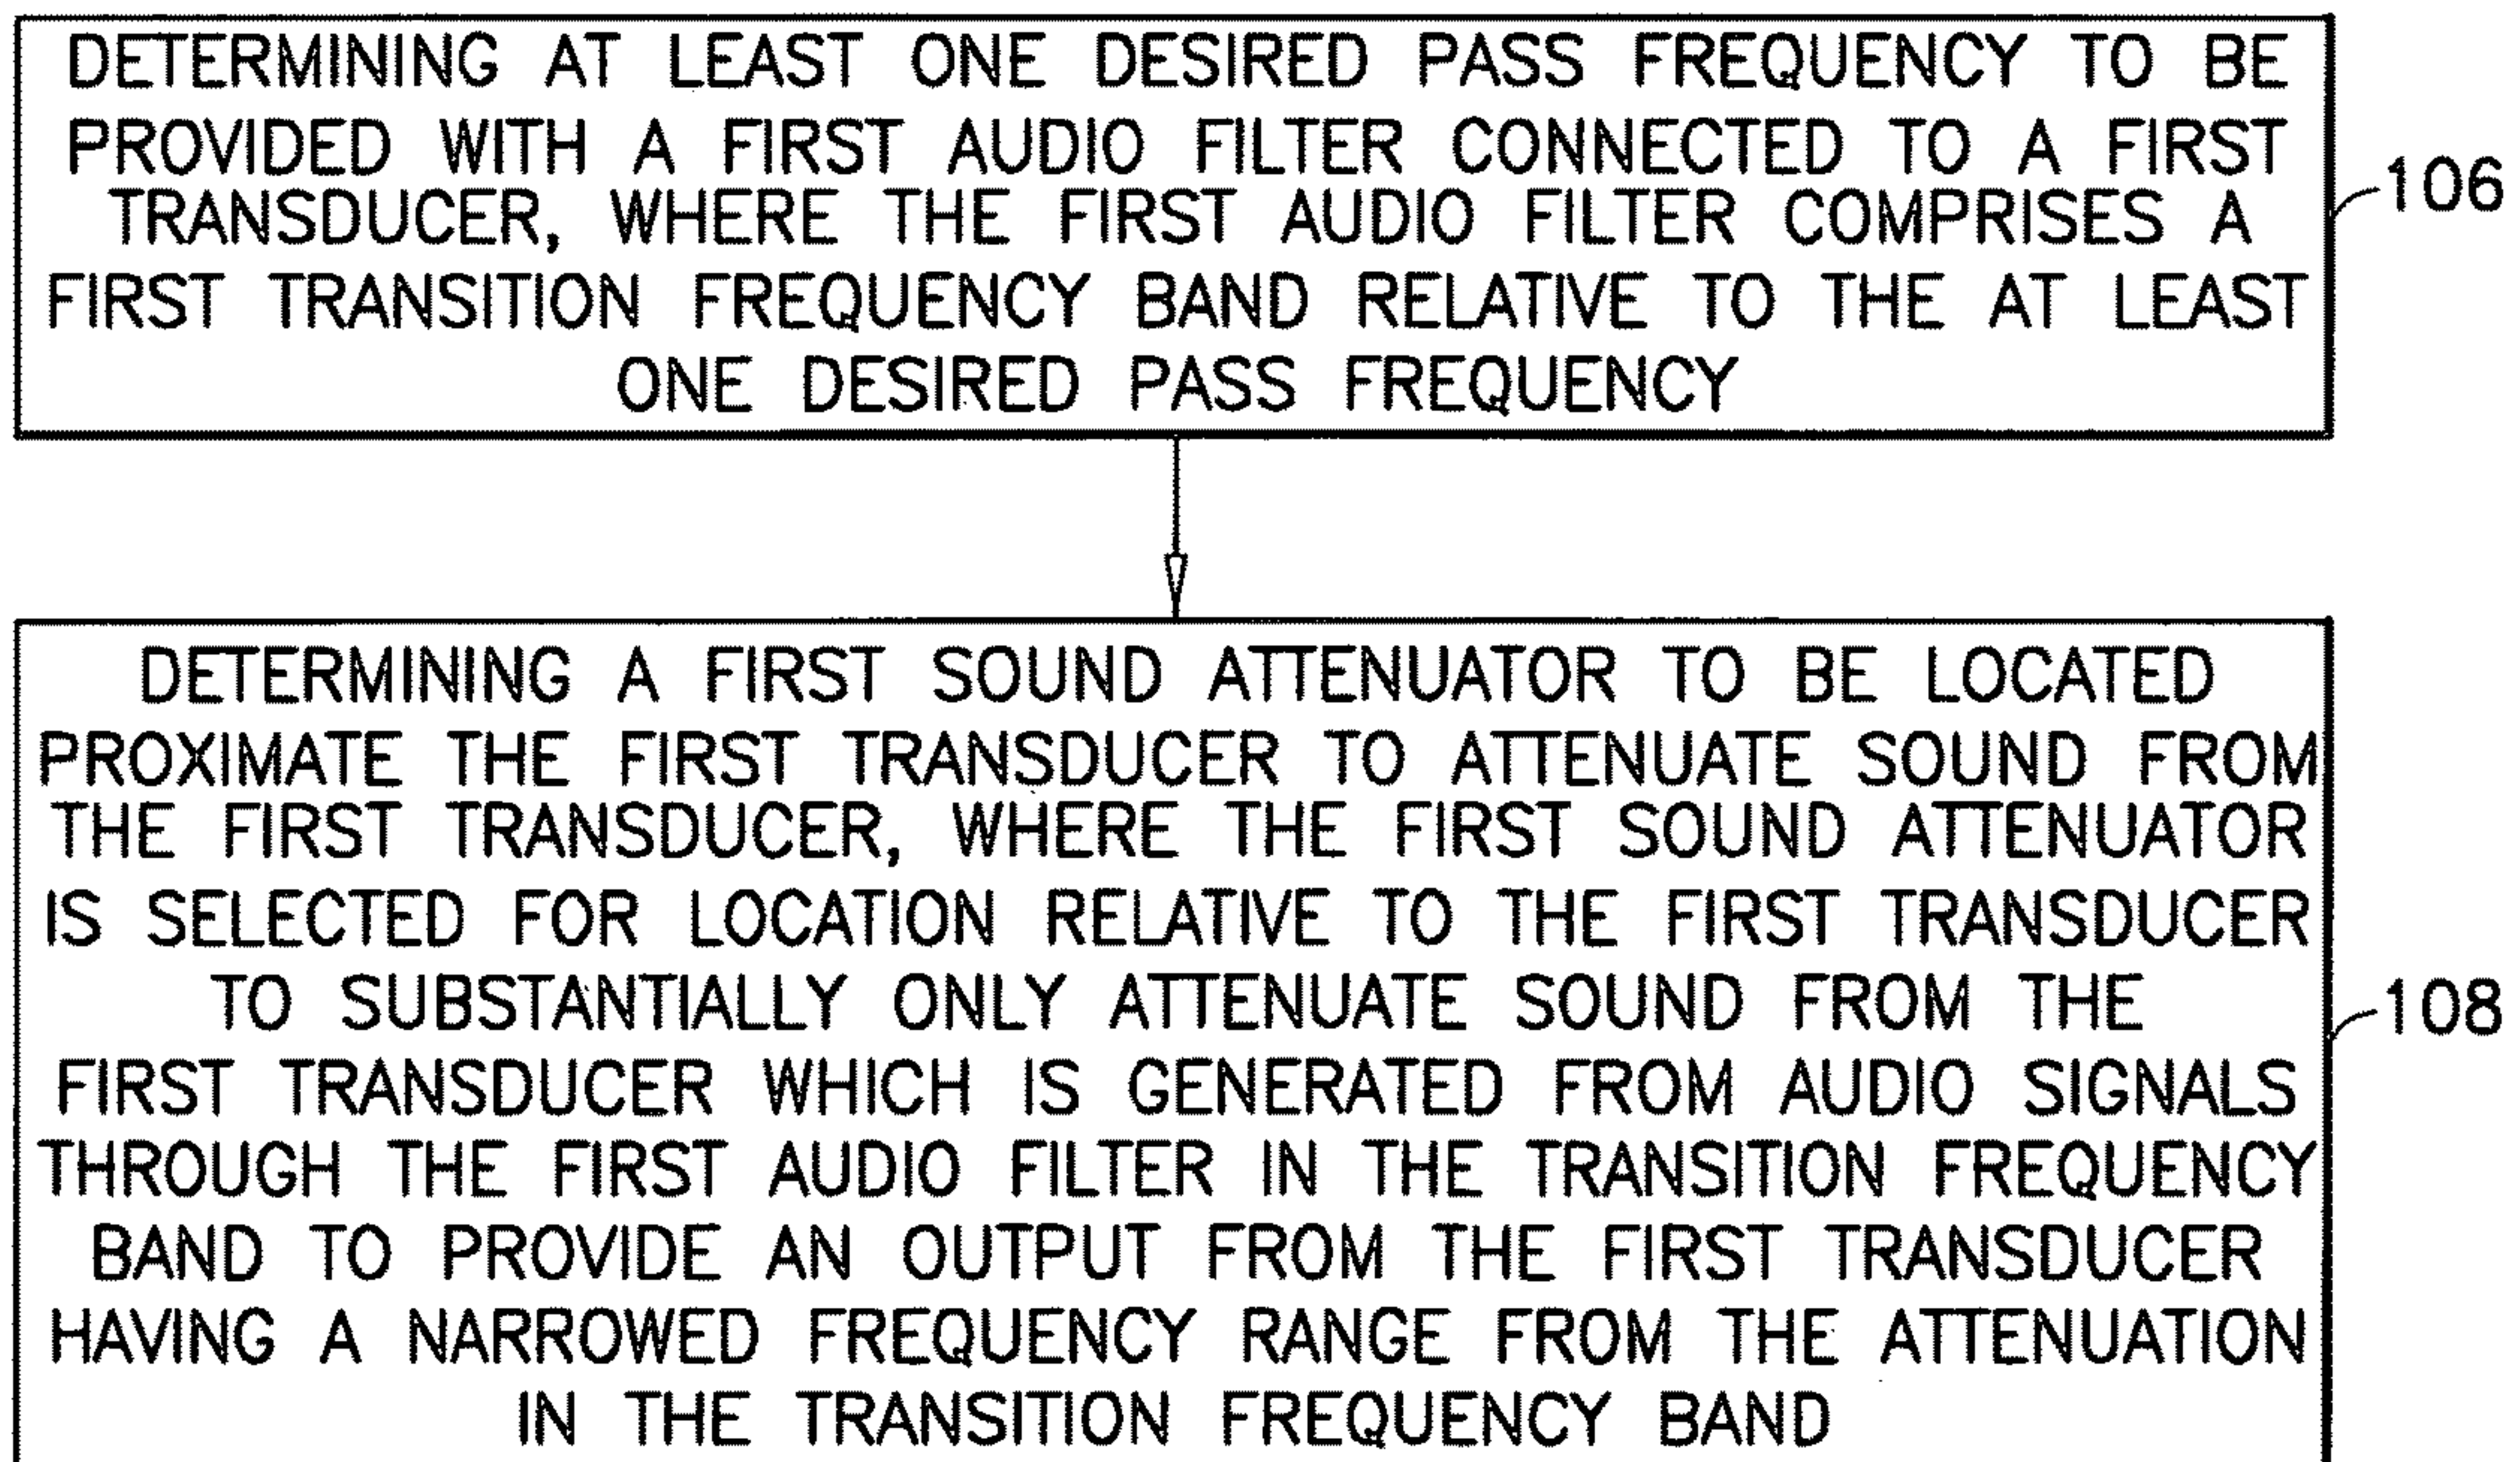 DETERMINING AT LEAST ONE DESIRED PASS FREQUENCY TO BE
PROVIDED WITH A FIRST AUDIO FILTER CONNECTED TO A FIRST
TRANSDUCER, WHERE THE FIRST AUDIO FILTER COMPRISES A
FIRST TRANSITION FREQUENCY BAND RELATIVE TO THE AT LEAST
ONE DESIRED PASS FREQUENCY
106
DETERMINING A FIRST SOUND ATTENUATOR TO BE LOCATED
PROXIMATE THE FIRST TRANSDUCER TO ATTENUATE SOUND FROM
THE FIRST TRANSDUCER, WHERE THE FIRST SOUND ATTENUATOR
IS SELECTED FOR LOCATION RELATIVE TO THE FIRST TRANSDUCER
TO SUBSTANTIALLY ONLY ATTENUATE SOUND FROM THE
FIRST TRANSDUCER WHICH IS GENERATED FROM AUDIO SIGNALS
THROUGH THE FIRST AUDIO FILTER IN THE TRANSITION FREQUENCY
BAND TO PROVIDE AN OUTPUT FROM THE FIRST TRANSDUCER
HAVING A NARROWED FREQUENCY RANGE FROM THE ATTENUATION
IN THE TRANSITION FREQUENCY BAND
108